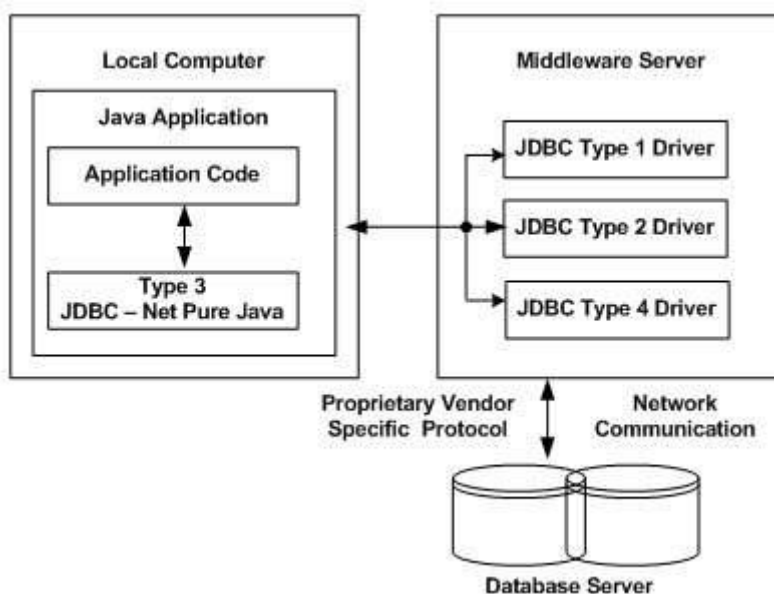 Local Computer
Java Application
Application Code
Type 3
JDBC – Net Pure Java
Middleware Server
JDBC Type 1 Driver
JDBC Type 2 Driver
JDBC Type 4 Driver
Proprietary Vendor
Specific Protocol
Network
Communication
Database Server